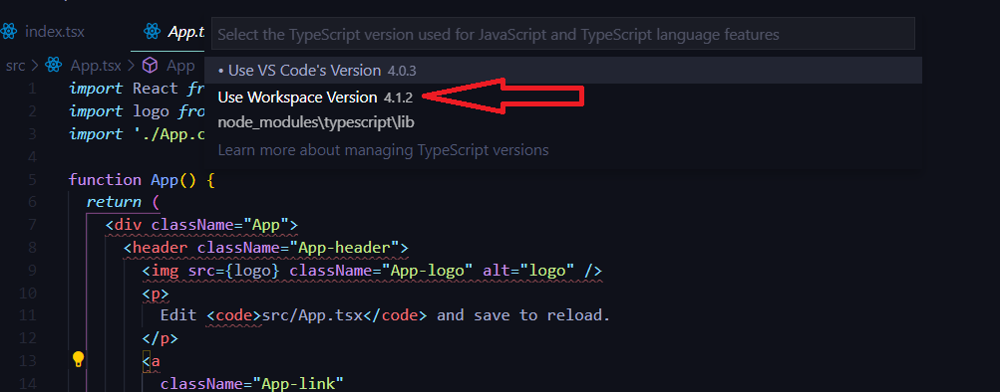 index.tsx App.t
Select the TypeScript version used for JavaScript and TypeScript language features
src > App.tsx > App
• Use VS Code's Version 4.0.3
Use Workspace Version 4.1.2
node_modules\typescript\lib
Learn more about managing TypeScript versions
1 import React fr
2 import logo fro
3 import './App.c
4
5 function App() {
6 return (
7 <div className="App">
8 <header className="App-header">
9 <img src={logo} className="App-logo" alt="logo" />
10 <p>
11 Edit <code>src/App.tsx</code> and save to reload.
12 </p>
13 <a
14 className="App-link"